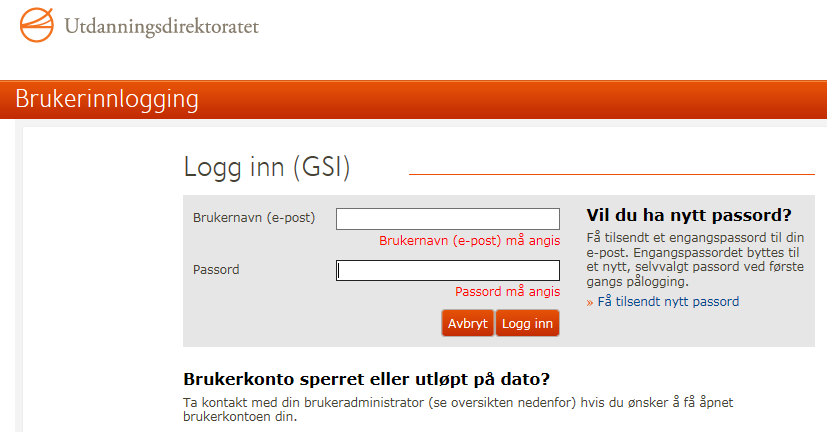 Utdanningsdirektoratet
Brukerinnlogging
Logg inn (GSI)
Brukernavn (e-post)
Brukernavn (e-post) må angis
Passord
Passord må angis
Avbryt Logg inn
Vil du ha nytt passord?
Få tilsendt et engangspassord til din
e-post. Engangspassordet byttes til
et nytt, selvvalgt passord ved første
gangs pålogging.
» Få tilsendt nytt passord
Brukerkonto sperret eller utløpt på dato?
Ta kontakt med din brukeradministrator (se oversikten nedenfor) hvis du ønsker å få åpnet
brukerkontoen din.